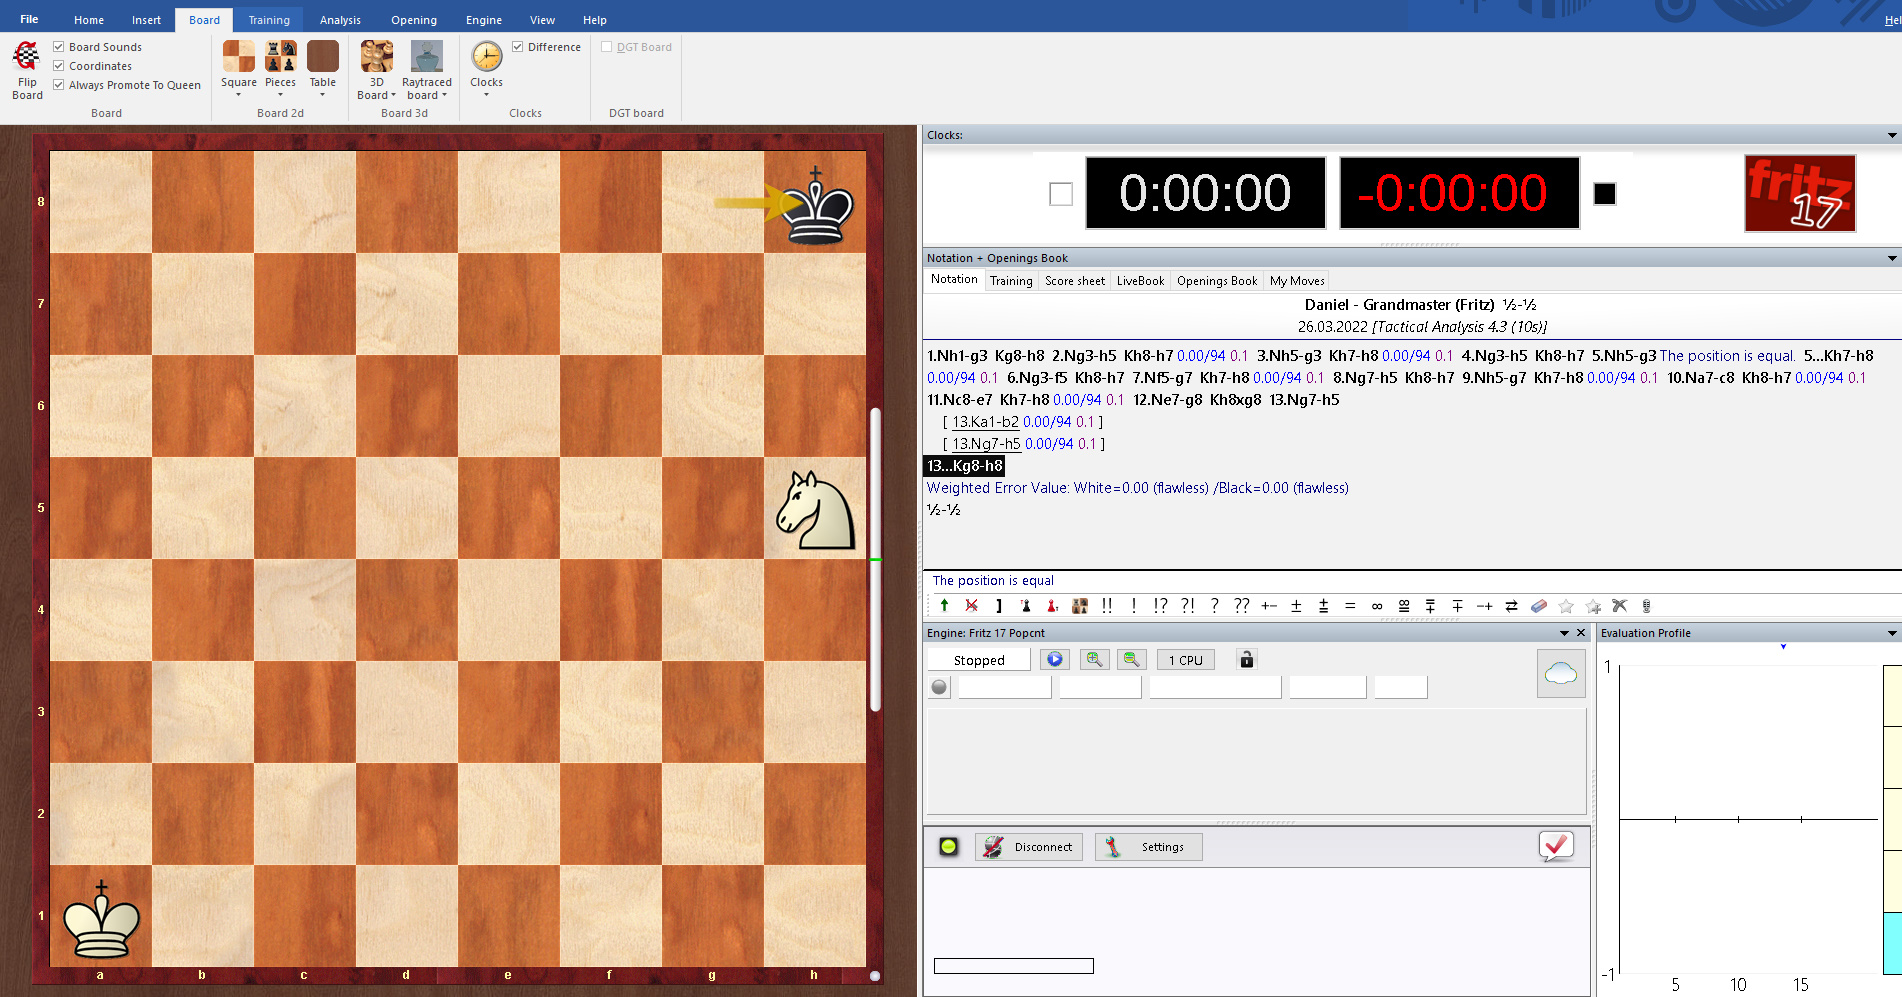 File Home Insert Board Training Analysis Opening Engine View Help
Flip Board
Board Sounds
Coordinates
Always Promote To Queen
Board
Square Pieces Table
Board 2d
3D Board
Raytraced board
Board 3d
Clocks
Difference
Clocks
DGT Board
DGT board
8
7
6
5
4
3
2
1
a b c d e f g h
Clocks:
0:00:00 -0:00:00
fritz 17
Notation + Openings Book
Notation Training Score sheet LiveBook Openings Book My Moves
Daniel - Grandmaster (Fritz) ½-½
26.03.2022 [Tactical Analysis 4.3 (10s)]
1.Nh1-g3 Kg8-h8 2.Ng3-h5 Kh8-h7 0.00/94 0.1 3.Nh5-g3 Kh7-h8 0.00/94 0.1 4.Ng3-h5 Kh8-h7 5.Nh5-g3 The position is equal. 5...Kh7-h8
0.00/94 0.1 6.Ng3-f5 Kh8-h7 7.Nf5-g7 Kh7-h8 0.00/94 0.1 8.Ng7-h5 Kh8-h7 9.Nh5-g7 Kh7-h8 0.00/94 0.1 10.Na7-c8 Kh8-h7 0.00/94 0.1
11.Nc8-e7 Kh7-h8 0.00/94 0.1 12.Ne7-g8 Kh8xg8 13.Ng7-h5
[ 13.Ka1-b2 0.00/94 0.1 ]
[ 13.Ng7-h5 0.00/94 0.1 ]
13...Kg8-h8
Weighted Error Value: White=0.00 (flawless) /Black=0.00 (flawless)
½-½
The position is equal
] !! ! !? ?! ? ?? +− ± ⩲ = ∞ ⩱ ∓ −+
Engine: Fritz 17 Popcnt
Stopped
1 CPU
Disconnect
Settings
Evaluation Profile
1
-1
5 10 15